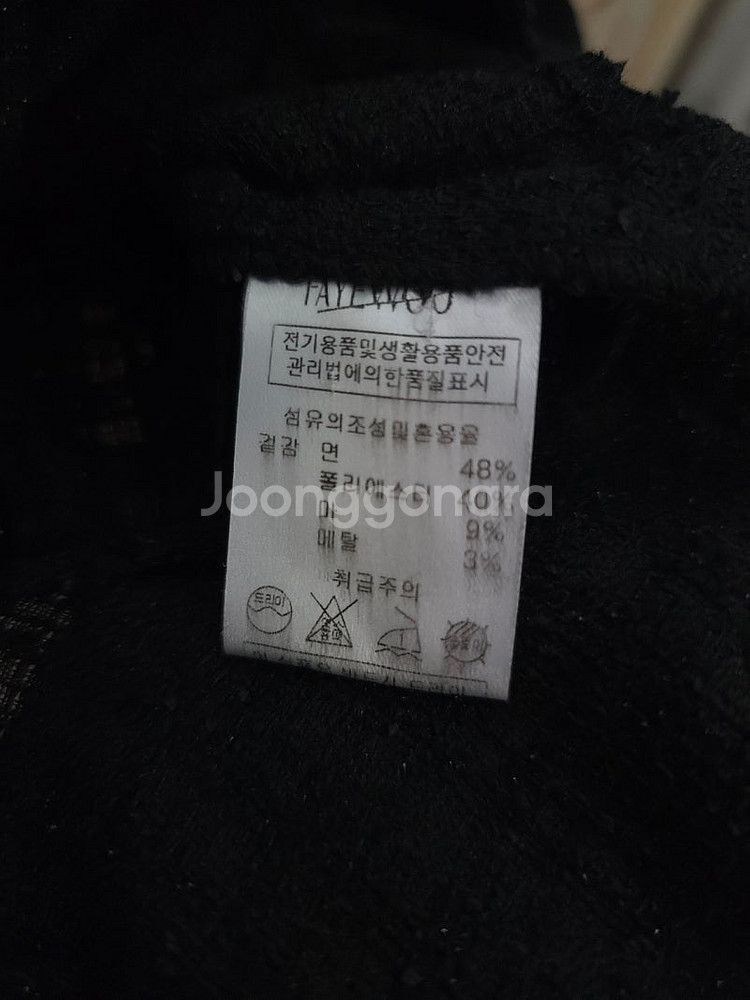 FAYEWOO
전기용품및생활용품안전
관리법에의한품질표시
섬유의조성및혼용율
겉감 면 48%
폴리에스터 40%
마 9%
메탈 3%
취급주의
드라이
Joonggonara